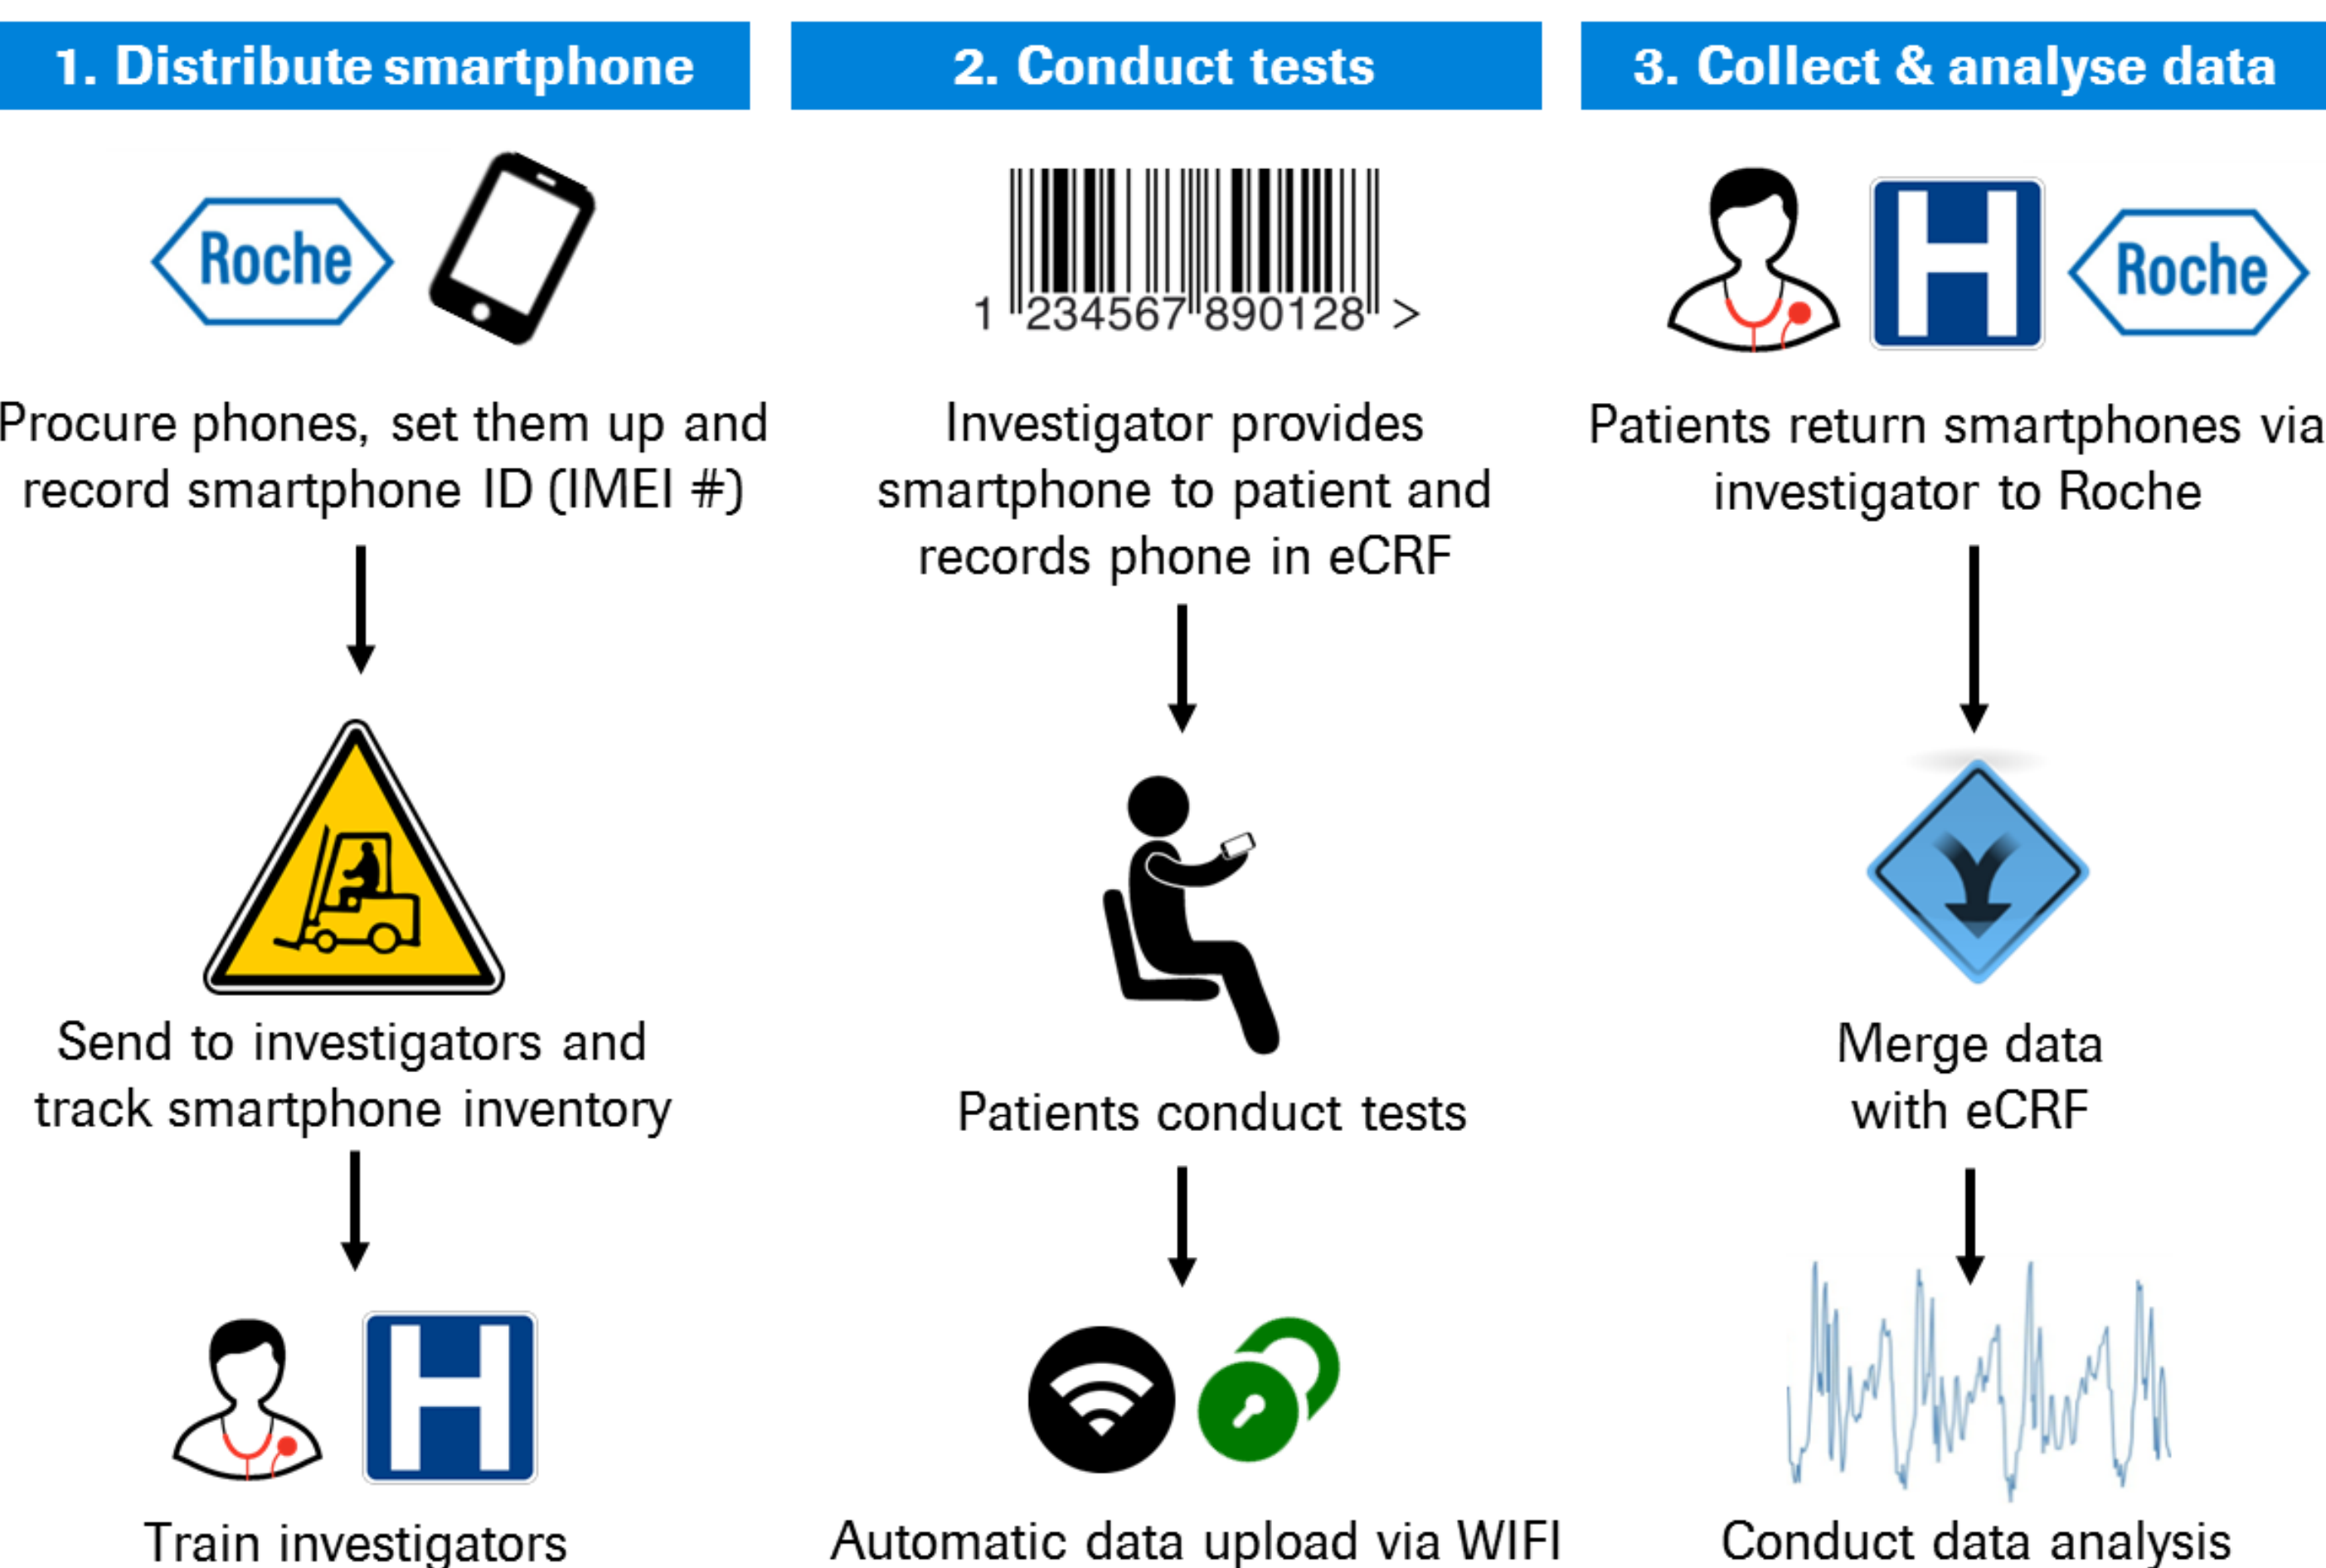 1. Distribute smartphone
Roche
Procure phones, set them up and
record smartphone ID (IMEI #)
Send to investigators and
track smartphone inventory
H
Train investigators
2. Conduct tests
1 234567 890128 >
Investigator provides
smartphone to patient and
records phone in eCRF
Patients conduct tests
Automatic data upload via WIFI
3. Collect & analyse data
H
Roche
Patients return smartphones via
investigator to Roche
Merge data
with eCRF
Conduct data analysis